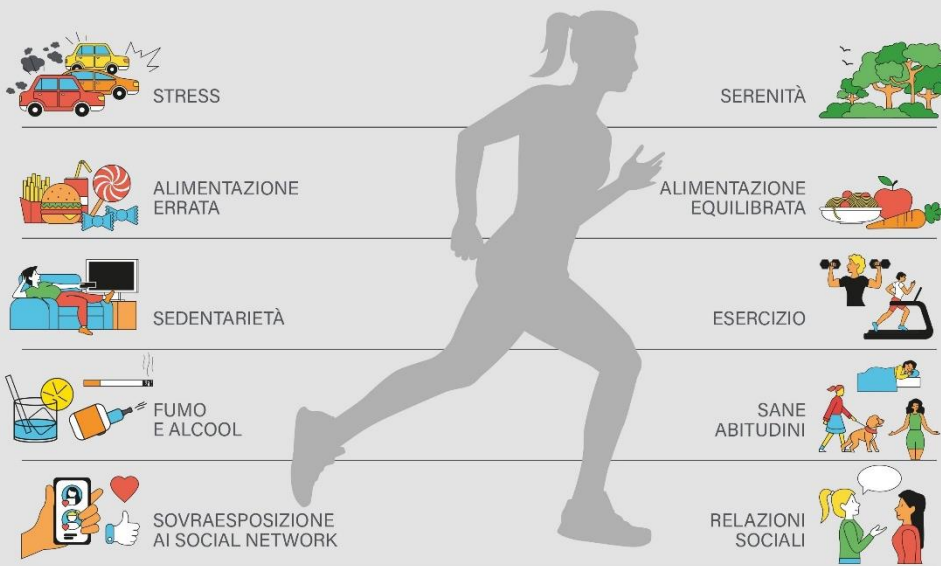 STRESS
SERENITÀ
ALIMENTAZIONE
ERRATA
ALIMENTAZIONE
EQUILIBRATA
SEDENTARIETÀ
ESERCIZIO
FUMO
E ALCOOL
SANE
ABITUDINI
SOVRAESPOSIZIONE
AI SOCIAL NETWORK
RELAZIONI
SOCIALI